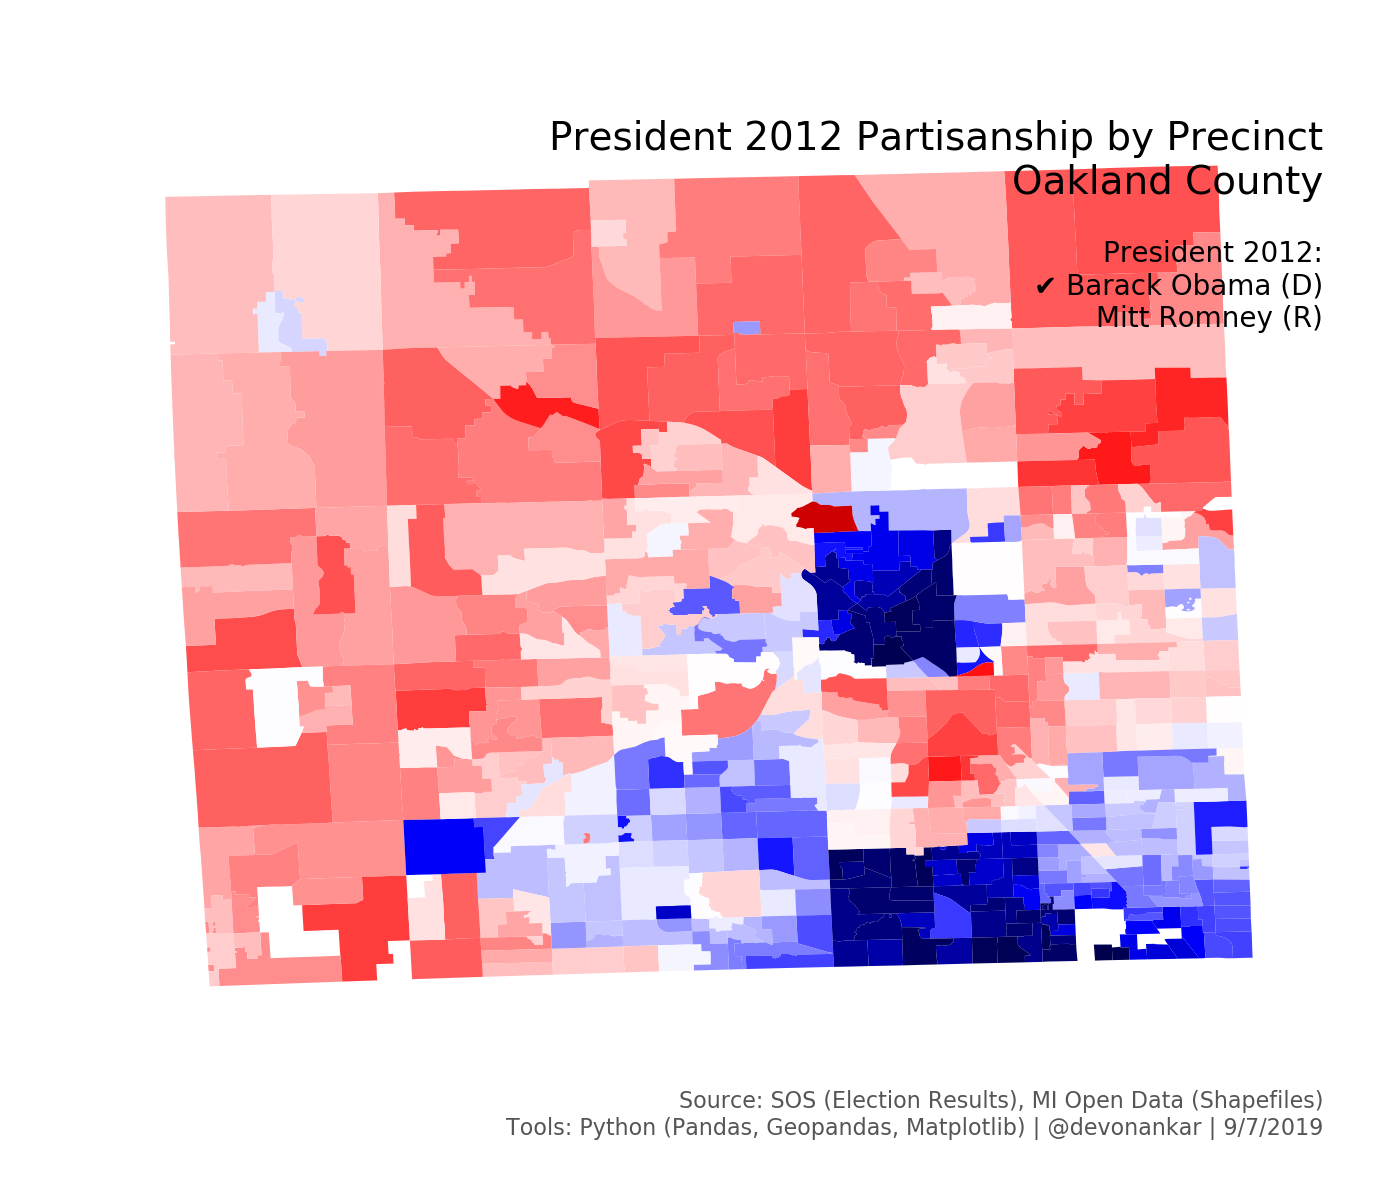 President 2012 Partisanship by Precinct
Oakland County
President 2012:
✔ Barack Obama (D)
Mitt Romney (R)
Source: SOS (Election Results), MI Open Data (Shapefiles)
Tools: Python (Pandas, Geopandas, Matplotlib) | @devonankar | 9/7/2019